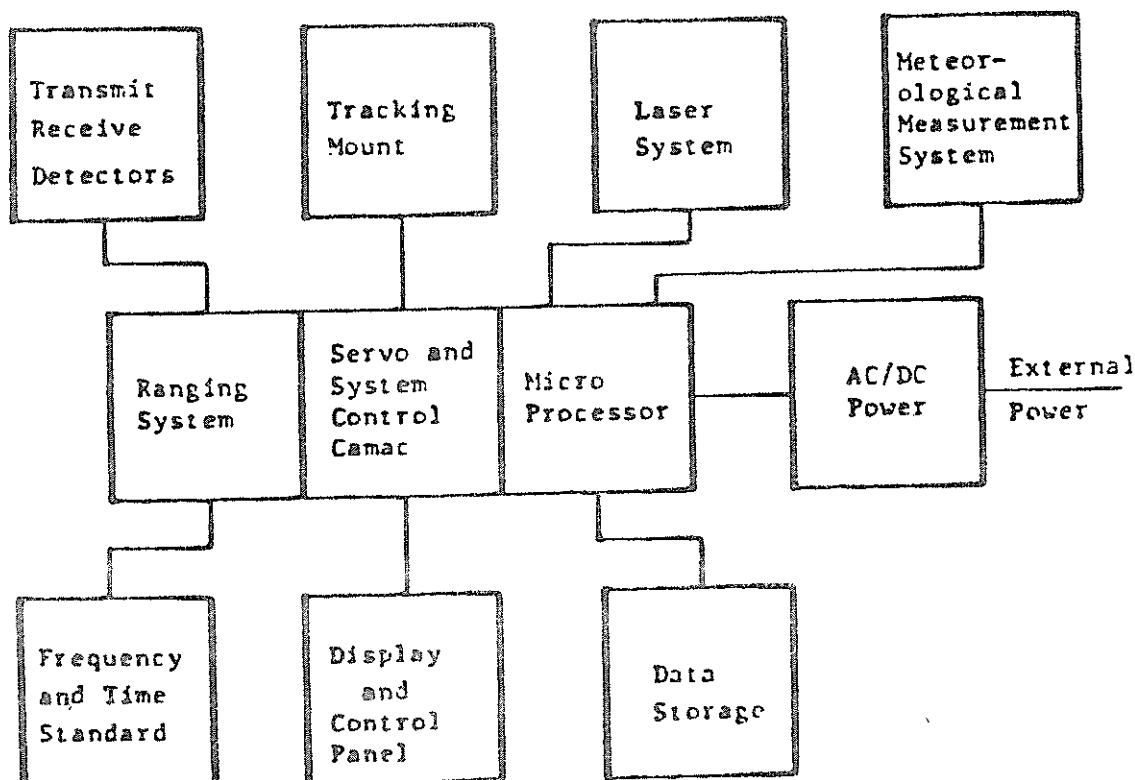 Transmit
Receive
Detectors
Tracking
Mount
Laser
System
Meteor-
ological
Measurement
System
Ranging
System
Servo and
System
Control
Camac
Micro
Processor
AC/DC
Power
External
Power
Frequency
and Time
Standard
Display
and
Control
Panel
Data
Storage